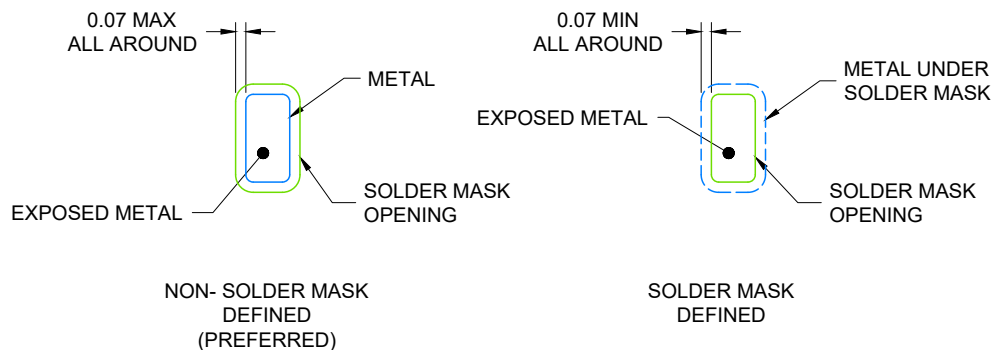 0.07 MAX
ALL AROUND
METAL
EXPOSED METAL
SOLDER MASK
OPENING
NON- SOLDER MASK
DEFINED
(PREFERRED)
0.07 MIN
ALL AROUND
METAL UNDER
SOLDER MASK
EXPOSED METAL
SOLDER MASK
OPENING
SOLDER MASK
DEFINED